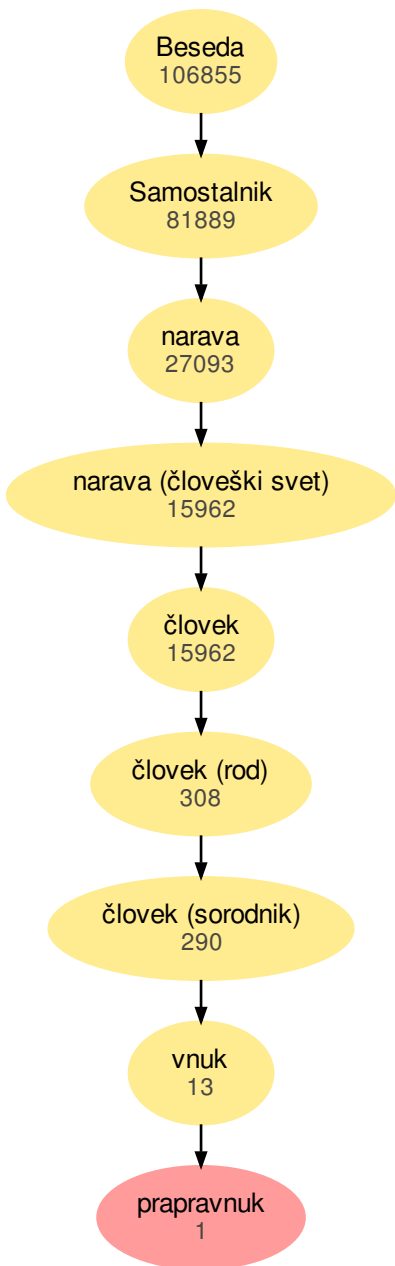 Beseda
106855
Samostalnik
81889
narava
27093
narava (človeški svet)
15962
človek
15962
človek (rod)
308
človek (sorodnik)
290
vnuk
13
prapravnuk
1